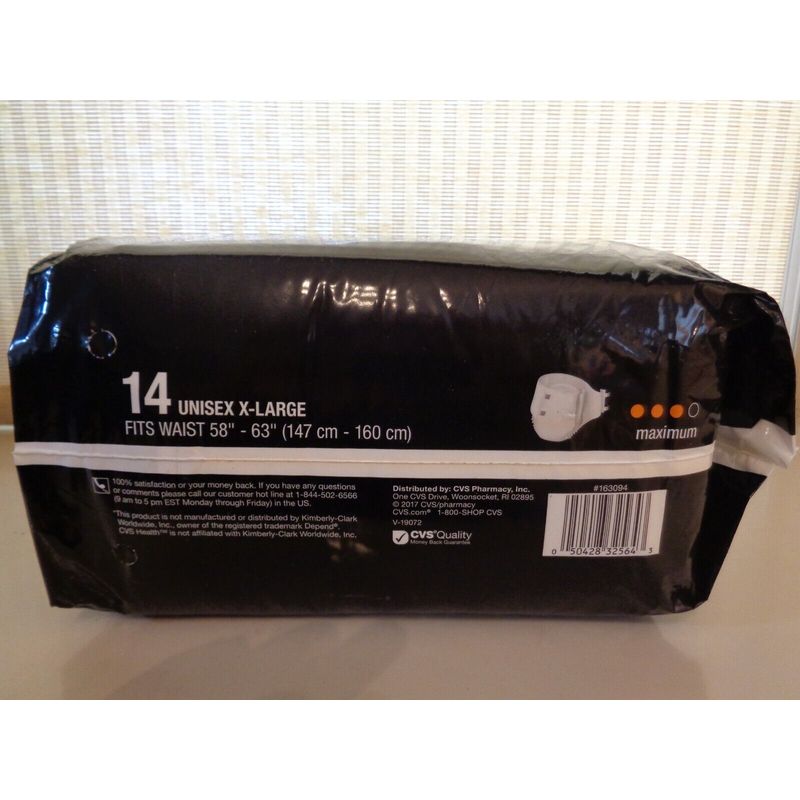 14 UNISEX X-LARGE
FITS WAIST 58" - 63" (147 cm - 160 cm)
maximum
100% satisfaction or your money back. If you have any questions
or comments please call our customer hot line at 1-844-502-6566
(9 am to 5 pm EST Monday through Friday) in the US.
*This product is not manufactured or distributed by Kimberly-Clark
Worldwide, Inc., owner of the registered trademark Depend®.
CVS Health™ is not affiliated with Kimberly-Clark Worldwide, Inc.
Distributed by: CVS Pharmacy, Inc.
One CVS Drive, Woonsocket, RI 02895
© 2017 CVS/pharmacy
CVS.com® 1-800-SHOP CVS
V-19072
CVS® Quality
Money Back Guarantee
#163094
0 50428 32564 3